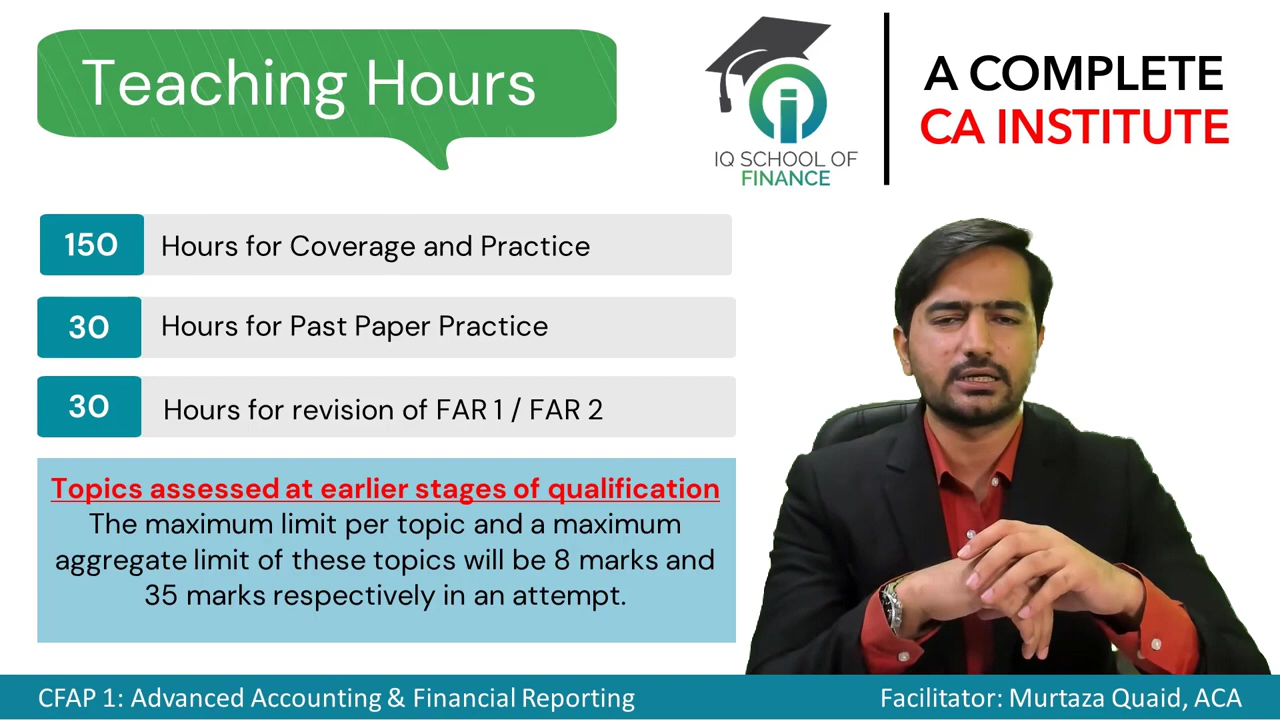 Teaching Hours
IQ SCHOOL OF
FINANCE
A COMPLETE
CA INSTITUTE
150 Hours for Coverage and Practice
30 Hours for Past Paper Practice
30 Hours for revision of FAR 1 / FAR 2
Topics assessed at earlier stages of qualification
The maximum limit per topic and a maximum
aggregate limit of these topics will be 8 marks and
35 marks respectively in an attempt.
CFAP 1: Advanced Accounting & Financial Reporting
Facilitator: Murtaza Quaid, ACA